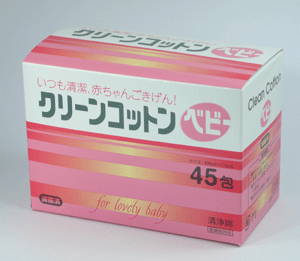 いつも清潔、赤ちゃんごきげん!
クリーンコットン
ベビー
Clean Cotton
45包
滅菌済
for lovely baby
清浄綿